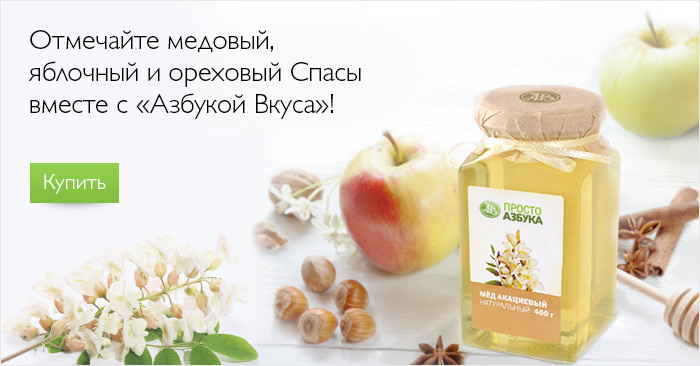 Отмечайте медовый,
яблочный и ореховый Спасы
вместе с «Азбукой Вкуса»!
Купить
ПРОСТО
АЗБУКА
МЁД АКАЦИЕВЫЙ
НАТУРАЛЬНЫЙ 400 г